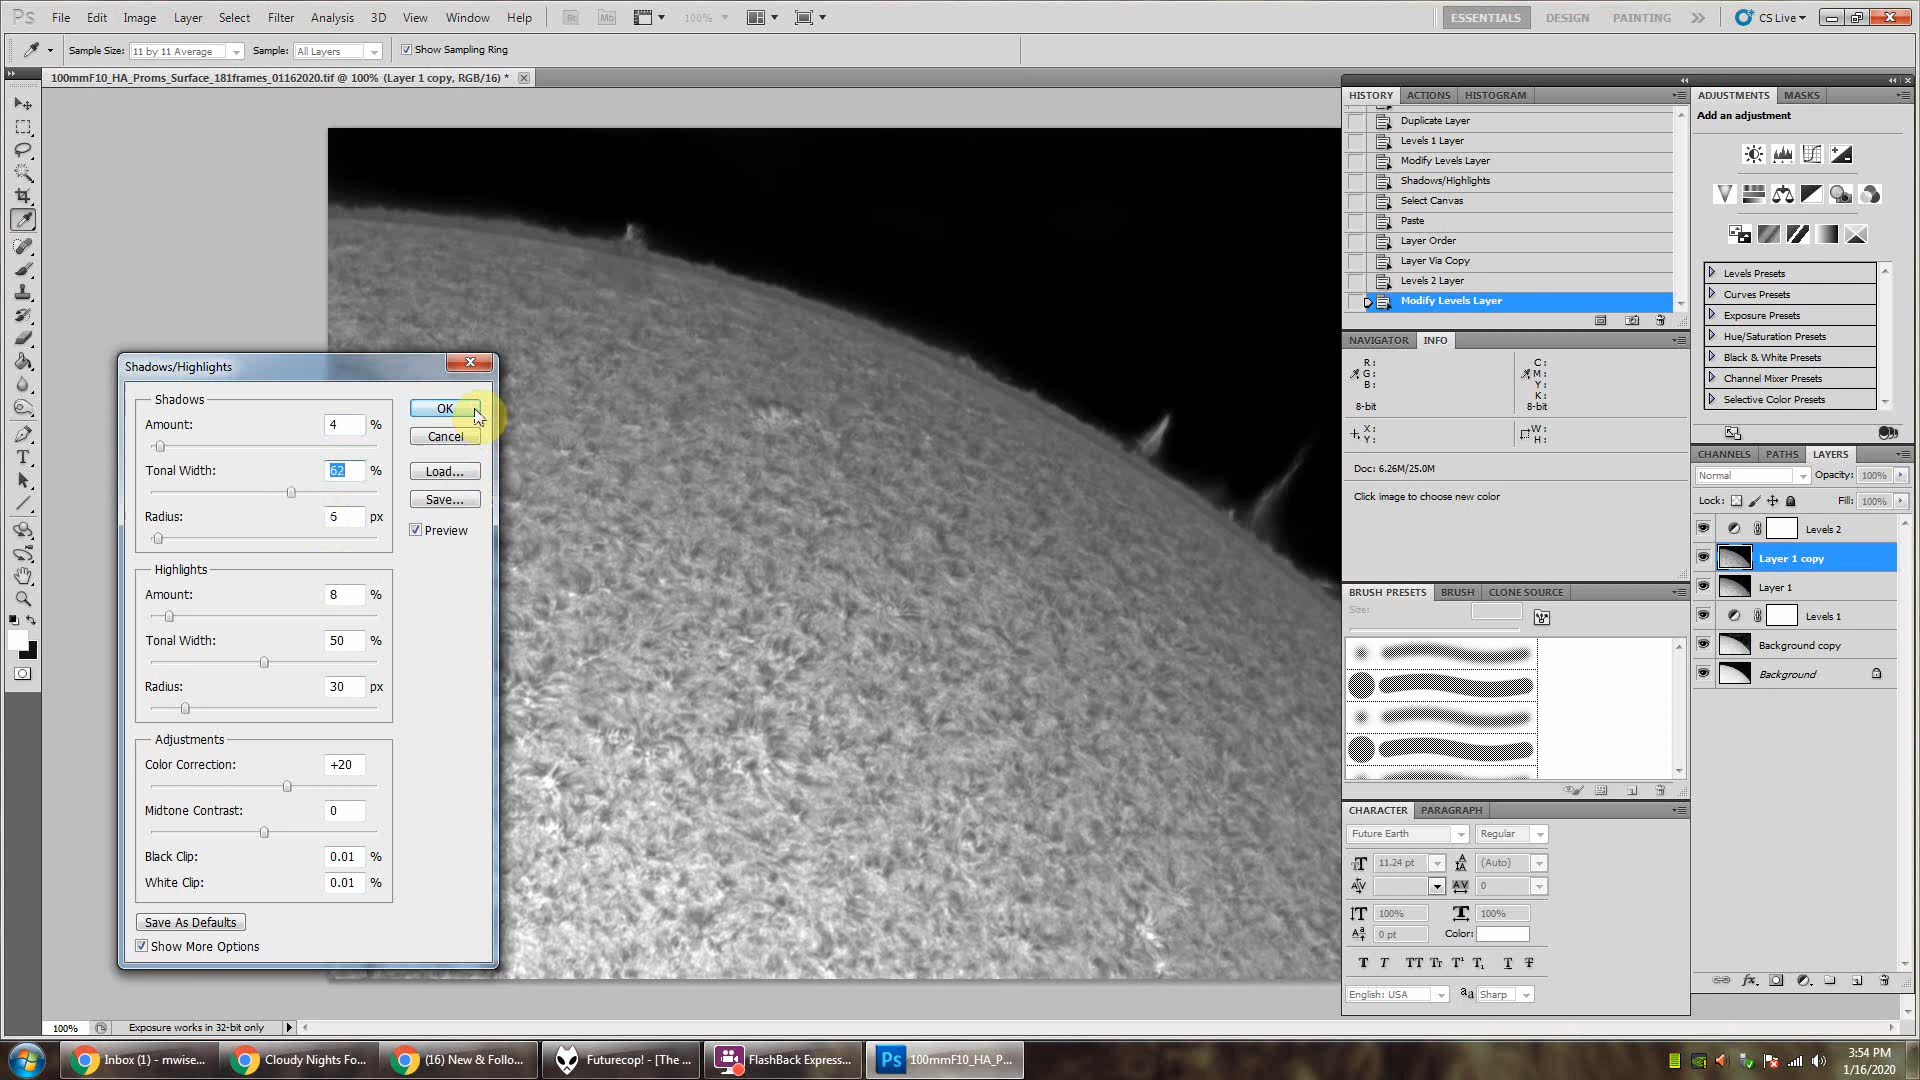 Ps File Edit Image Layer Select Filter Analysis 3D View Window Help Br Mb 100% ESSENTIALS DESIGN PAINTING CS Live
Sample Size: 11 by 11 Average Sample: All Layers Show Sampling Ring
100mmF10_HA_Proms_Surface_181frames_01162020.tif @ 100% (Layer 1 copy, RGB/16) *
Shadows/Highlights
Shadows
Amount: 4 %
Tonal Width: 62 %
Radius: 6 px
Highlights
Amount: 8 %
Tonal Width: 50 %
Radius: 30 px
Adjustments
Color Correction: +20
Midtone Contrast: 0
Black Clip: 0.01 %
White Clip: 0.01 %
Save As Defaults
Show More Options
OK
Cancel
Load...
Save...
Preview
HISTORY ACTIONS HISTOGRAM
Duplicate Layer
Levels 1 Layer
Modify Levels Layer
Shadows/Highlights
Select Canvas
Paste
Layer Order
Layer Via Copy
Levels 2 Layer
Modify Levels Layer
NAVIGATOR INFO
R:
G:
B:
8-bit
C:
M:
Y:
K:
8-bit
X:
Y:
W:
H:
Doc: 6.26M/25.0M
Click image to choose new color
BRUSH PRESETS BRUSH CLONE SOURCE
Size:
CHARACTER PARAGRAPH
Future Earth Regular
11.24 pt (Auto)
0
100% 100%
0 pt Color:
T T TT Tr T¹ T₁ T T
English: USA aa Sharp
ADJUSTMENTS MASKS
Add an adjustment
Levels Presets
Curves Presets
Exposure Presets
Hue/Saturation Presets
Black & White Presets
Channel Mixer Presets
Selective Color Presets
CHANNELS PATHS LAYERS
Normal Opacity: 100%
Lock: Fill: 100%
Levels 2
Layer 1 copy
Layer 1
Levels 1
Background copy
Background
100% Exposure works in 32-bit only
Inbox (1) - mwise... Cloudy Nights Fo... (16) New & Follo... Futurecop! - [The ... FlashBack Express... Ps 100mmF10_HA_P...
3:54 PM
1/16/2020